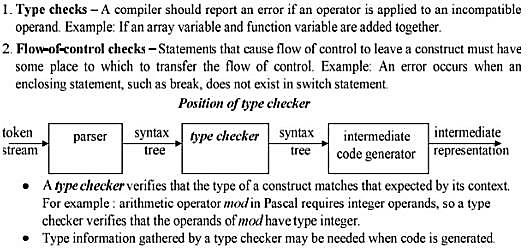 1. Type checks – A compiler should report an error if an operator is applied to an incompatible
operand. Example: If an array variable and function variable are added together.
2. Flow-of-control checks – Statements that cause flow of control to leave a construct must have
some place to which to transfer the flow of control. Example: An error occurs when an
enclosing statement, such as break, does not exist in switch statement.
Position of type checker
token stream
parser
syntax tree
type checker
syntax tree
intermediate code generator
intermediate representation
• A type checker verifies that the type of a construct matches that expected by its context.
For example : arithmetic operator mod in Pascal requires integer operands, so a type
checker verifies that the operands of mod have type integer.
• Type information gathered by a type checker may be needed when code is generated.